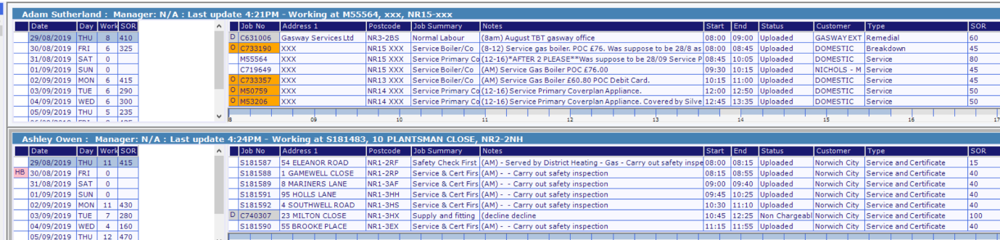 Adam Sutherland : Manager: N/A : Last update 4:21PM - Working at M55564, xxx, NR15-xxx
Date Day Work SOR
29/08/2019 THU 8 410
30/08/2019 FRI 6 325
31/08/2019 SAT 0
01/09/2019 SUN 0
02/09/2019 MON 6 415
03/09/2019 TUE 6 290
04/09/2019 WED 6 300
05/09/2019 THU 5 235
Job No Address 1 Postcode Job Summary Notes Start End Status Customer Type SOR
D C631006 Gasway Services Ltd NR3-2BS Normal Labour (8am) August TBT gasway office 08:00 09:00 Uploaded GASWAYEXT Remedial 60
O C733190 XXX NR15 XXX Service Boiler/Co (8-12) Service gas boiler. POC £76. Was suppose to be 28/8 as 08:00 08:45 Uploaded DOMESTIC Breakdown 45
M55564 XXX NR15 XXX Service Primary Co (12-16)*AFTER 2 PLEASE**Was suppose to be 28/09 Service P 08:45 10:05 Uploaded DOMESTIC Service 80
C719649 XXX NR15 XXX Service Boiler/Co (AM) Service Gas Boiler POC £76.00 09:30 10:15 Uploaded NICHOLS - M Service 45
O C733357 XXX NR13 XXX Service Boiler/Co (AM) Service Gas Boiler £60.80 POC Debit Card. 10:15 11:00 Uploaded DOMESTIC Service 45
O M50759 XXX NR14 XXX Service Primary Co (12-16) Service Primary Coverplan Appliance. 12:00 12:50 Uploaded DOMESTIC Service 50
O M53206 XXX NR14 XXX Service Primary Co (12-16) Service Primary Coverplan Appliance. Covered by Silve 12:45 13:35 Uploaded DOMESTIC Service 50
8 09 10 11 12 13 14 15 16 17
Ashley Owen : Manager: N/A : Last update 4:24PM - Working at S181483, 10 PLANTSMAN CLOSE, NR2-2NH
Date Day Work SOR
29/08/2019 THU 11 415
HB 30/08/2019 FRI 0
31/08/2019 SAT 0
01/09/2019 SUN 0
02/09/2019 MON 11 430
03/09/2019 TUE 7 280
04/09/2019 WED 4 160
05/09/2019 THU 12 470
Job No Address 1 Postcode Job Summary Notes Start End Status Customer Type SOR
S181587 54 ELEANOR ROAD NR1-2RF Safety Check First (AM) - Served by District Heating - Gas - Carry out safety inspe 08:00 08:15 Uploaded Norwich City Service and Certificate 15
S181588 1 GAMEWELL CLOSE NR1-2RP Service & Cert Firs (AM) - - Carry out safety inspection 08:15 08:55 Uploaded Norwich City Service and Certificate 40
S181589 8 MARINERS LANE NR1-3AF Service & Cert Firs (AM) - - Carry out safety inspection 09:00 09:40 Uploaded Norwich City Service and Certificate 40
S181591 95 HOLLS LANE NR1-3HH Service & Cert Firs (AM) - - Carry out safety inspection 09:45 10:25 Uploaded Norwich City Service and Certificate 40
S181592 4 SOUTHWELL ROAD NR1-3HS Service & Cert Firs (AM) - - Carry out safety inspection 10:30 11:10 Uploaded Norwich City Service and Certificate 40
D C740307 23 MILTON CLOSE NR1-3HX Supply and fitting (decline decline 10:45 12:25 Non Chargeabl Norwich City Service and Certificate 100
S181590 55 BROOKE PLACE NR1-3EX Service & Cert Firs (AM) - - Carry out safety inspection 11:15 11:55 Uploaded Norwich City Service and Certificate 40